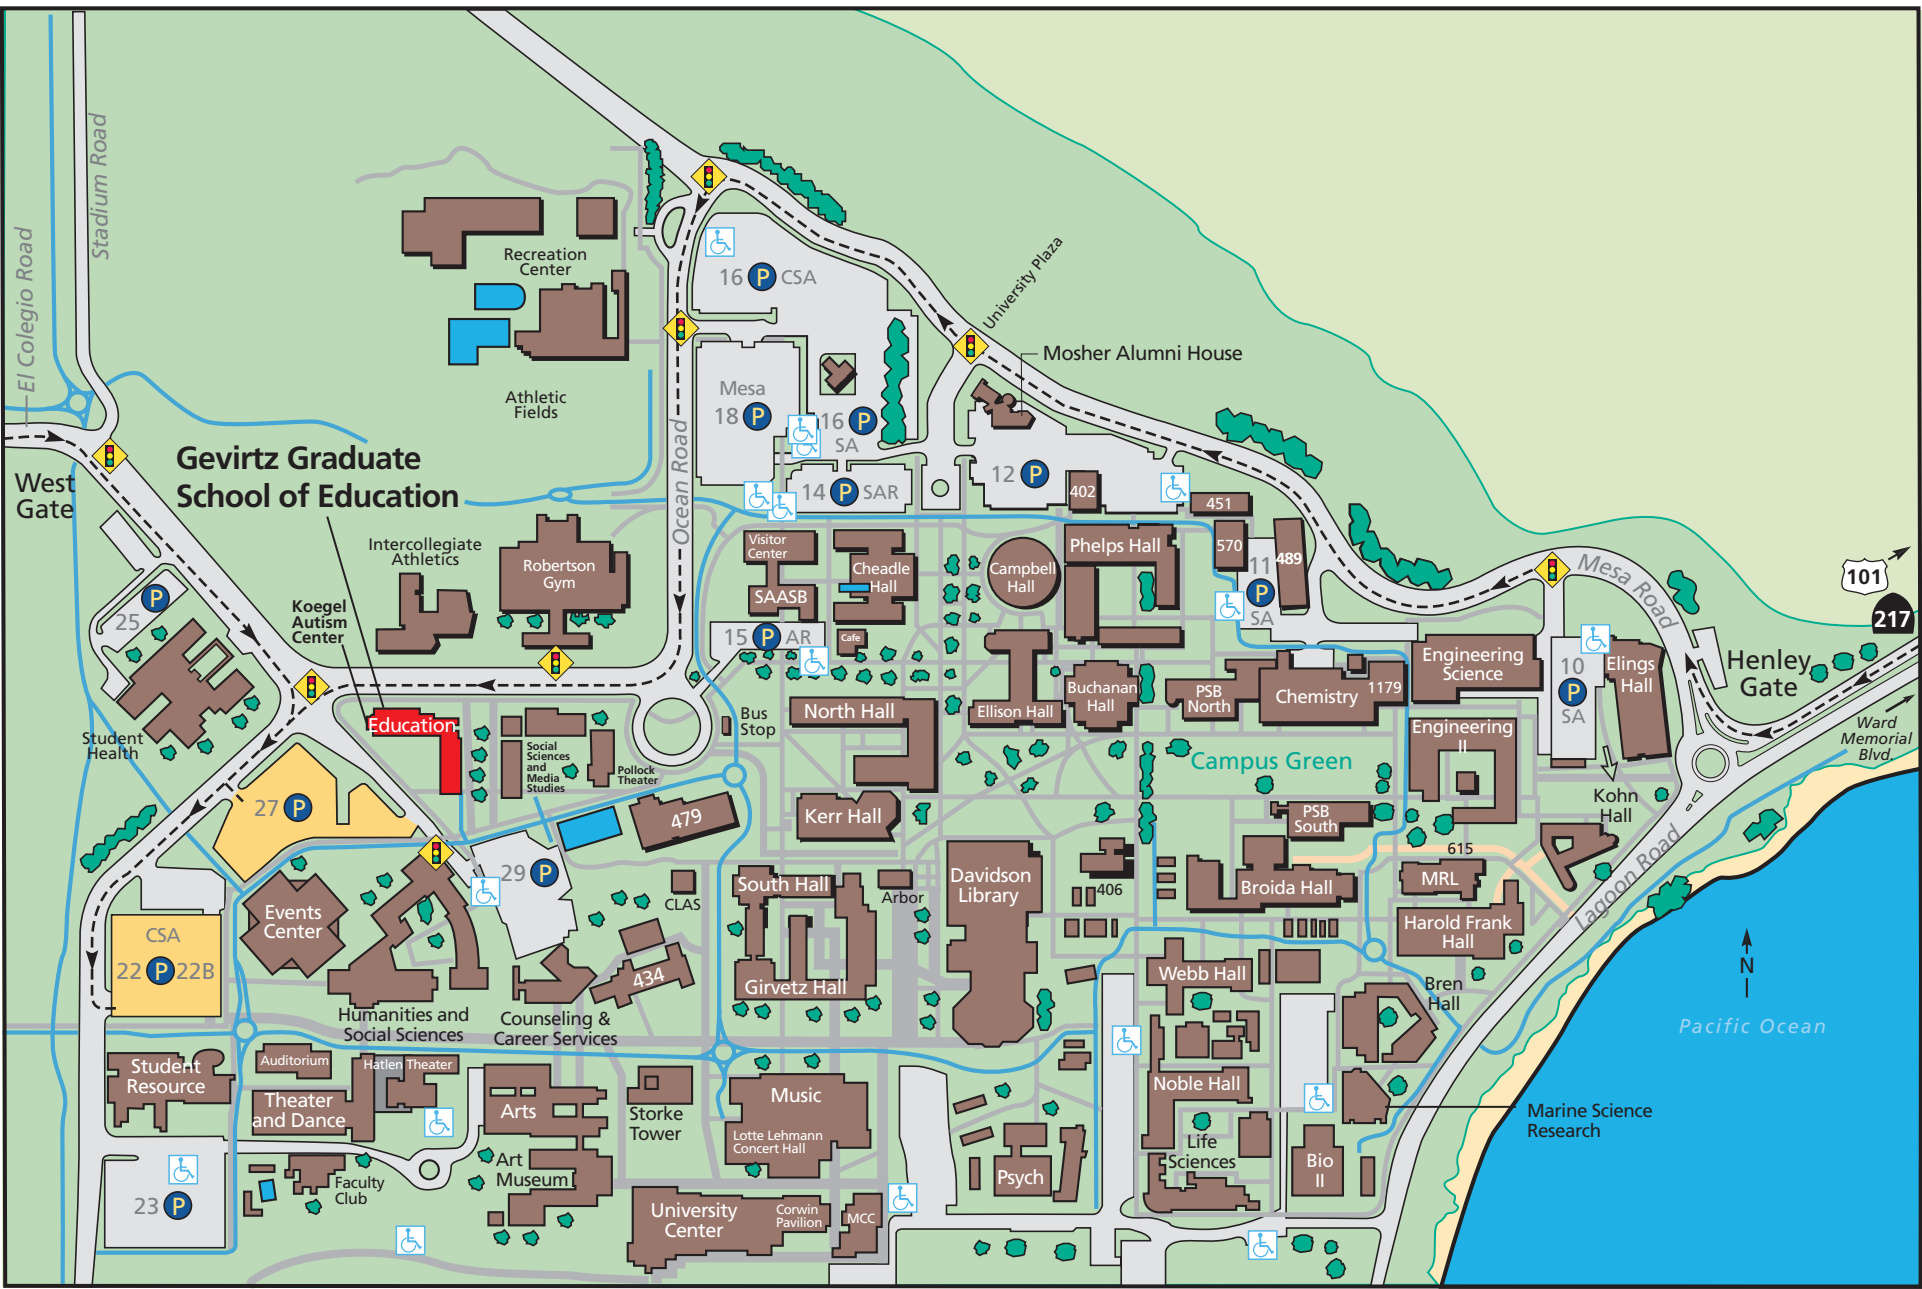 El Colegio Road
Stadium Road
Recreation
Center
16 P CSA
University Plaza
Mosher Alumni House
Athletic
Fields
Mesa
18 P
16 P
SA
West
Gate
Gevirtz Graduate
School of Education
Ocean Road
14 P SAR
12 P
402
451
Mesa Road
101
217
Intercollegiate
Athletics
Robertson
Gym
Visitor
Center
Cheadle
Hall
SAASB
Campbell
Hall
Phelps Hall
570
11
P
SA
489
P
25
Koegel
Autism
Center
15 P AR
Cafe
Engineering
Science
10
P
SA
Elings
Hall
Henley
Gate
Ward
Memorial
Blvd.
Student
Health
Education
Social
Sciences
and
Media
Studies
Pollock
Theater
Bus
Stop
North Hall
Ellison Hall
Buchanan
Hall
PSB
North
Chemistry
1179
Engineering
II
Campus Green
27 P
479
Kerr Hall
PSB
South
Kohn
Hall
615
Lagoon Road
29 P
CLAS
South Hall
Arbor
Davidson
Library
406
Broida Hall
MRL
Events
Center
Harold Frank
Hall
CSA
22 P 22B
434
Girvetz Hall
Webb Hall
Bren
Hall
N
Pacific Ocean
Humanities and
Social Sciences
Counseling &
Career Services
Student
Resource
Auditorium
Hatlen Theater
Theater
and Dance
Arts
Storke
Tower
Music
Lotte Lehmann
Concert Hall
Noble Hall
Marine Science
Research
Life
Sciences
Bio
II
Psych
Art
Museum
Faculty
Club
23 P
University
Center
Corwin
Pavilion
MCC